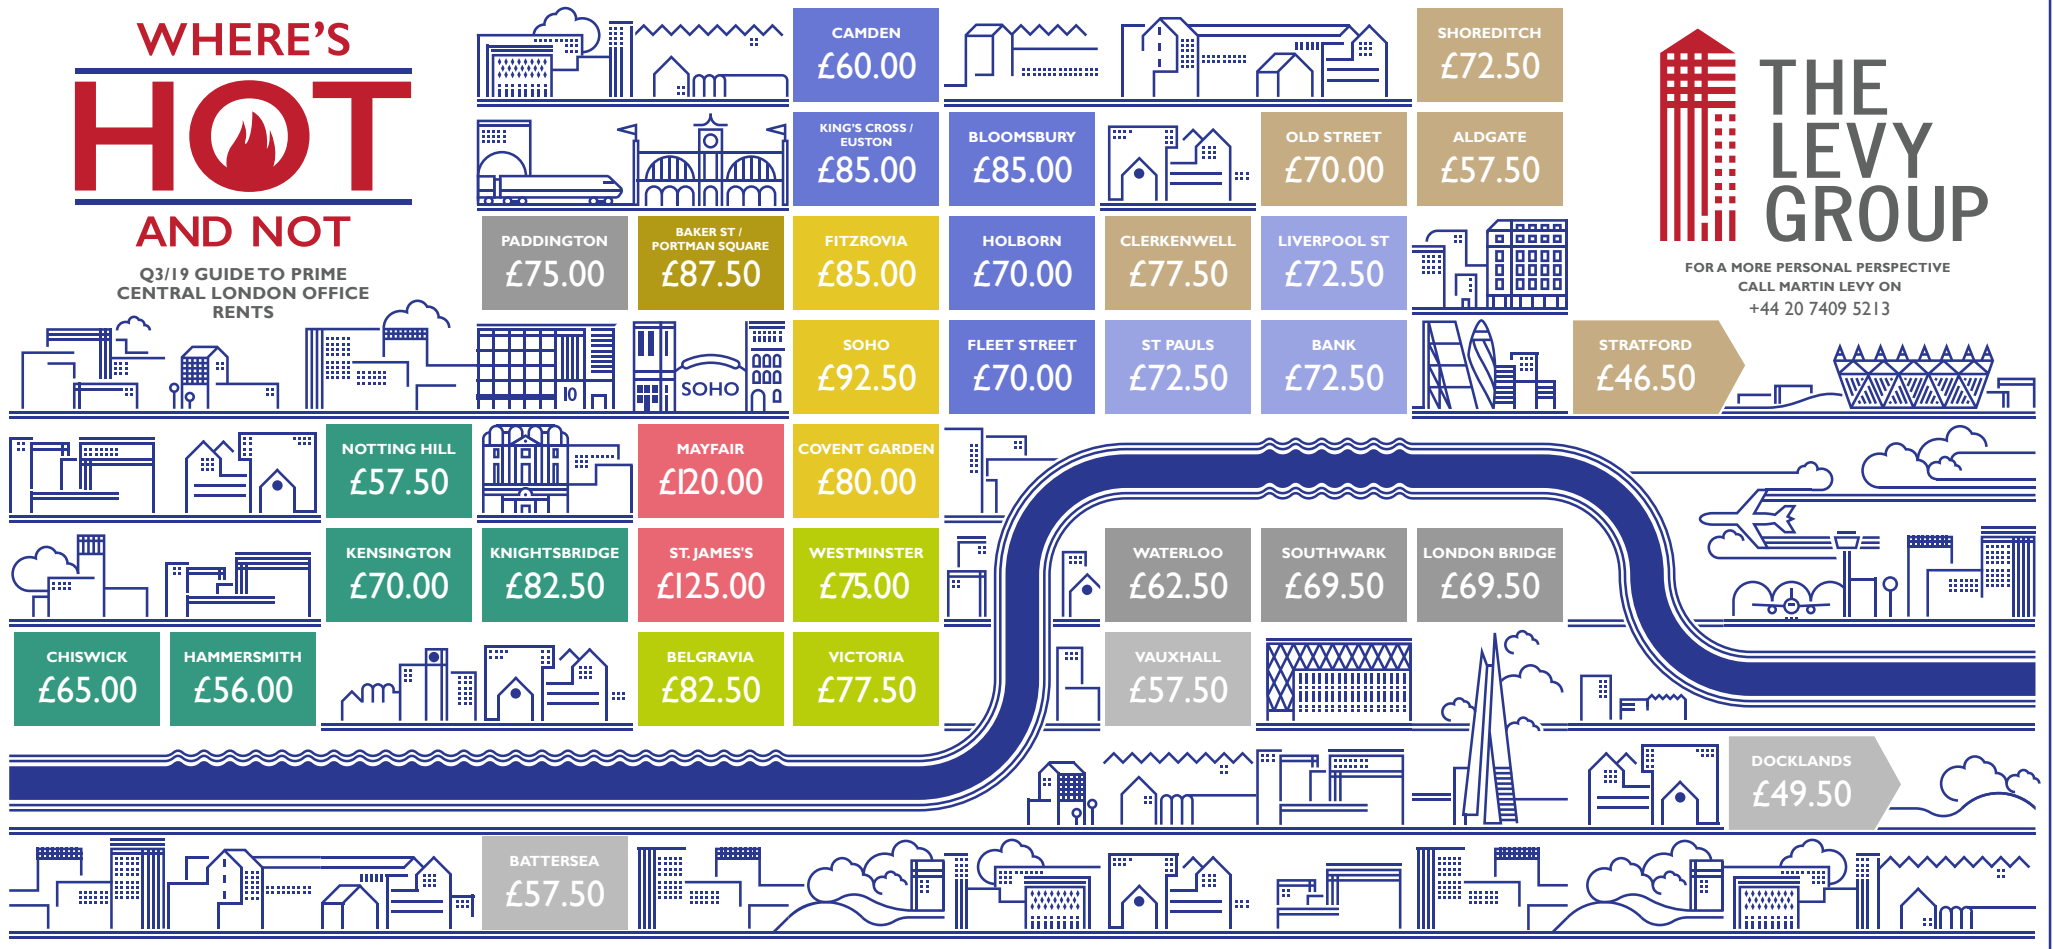 WHERE'S
HOT
AND NOT
Q3/19 GUIDE TO PRIME
CENTRAL LONDON OFFICE
RENTS
CAMDEN
£60.00
SHOREDITCH
£72.50
THE
LEVY
GROUP
FOR A MORE PERSONAL PERSPECTIVE
CALL MARTIN LEVY ON
+44 20 7409 5213
KING'S CROSS /
EUSTON
£85.00
BLOOMSBURY
£85.00
OLD STREET
£70.00
ALDGATE
£57.50
PADDINGTON
£75.00
BAKER ST /
PORTMAN SQUARE
£87.50
FITZROVIA
£85.00
HOLBORN
£70.00
CLERKENWELL
£77.50
LIVERPOOL ST
£72.50
10
SOHO
SOHO
£92.50
FLEET STREET
£70.00
ST PAULS
£72.50
BANK
£72.50
STRATFORD
£46.50
NOTTING HILL
£57.50
MAYFAIR
£120.00
COVENT GARDEN
£80.00
KENSINGTON
£70.00
KNIGHTSBRIDGE
£82.50
ST. JAMES'S
£125.00
WESTMINSTER
£75.00
WATERLOO
£62.50
SOUTHWARK
£69.50
LONDON BRIDGE
£69.50
CHISWICK
£65.00
HAMMERSMITH
£56.00
BELGRAVIA
£82.50
VICTORIA
£77.50
VAUXHALL
£57.50
DOCKLANDS
£49.50
BATTERSEA
£57.50